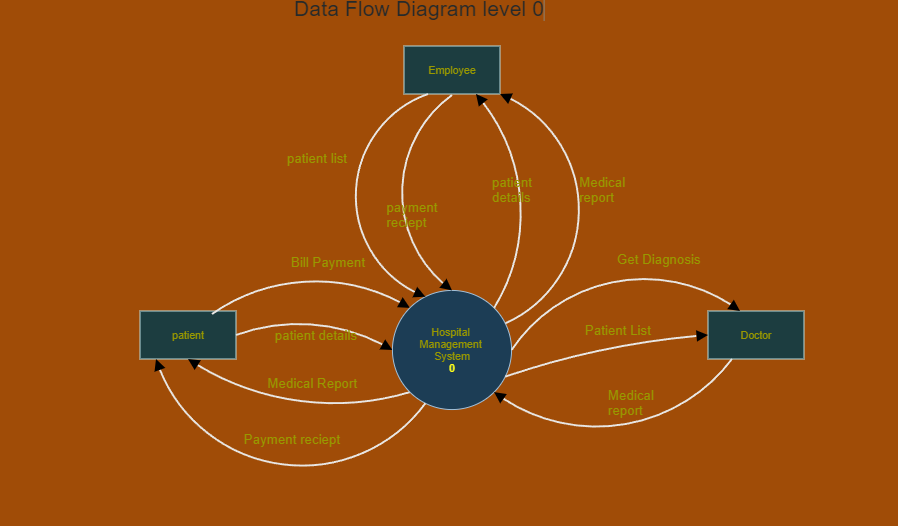 Data Flow Diagram level 0
Employee
patient list
payment
reciept
patient
details
Medical
report
Bill Payment
Get Diagnosis
patient
patient details
Hospital
Management
System
0
Patient List
Doctor
Medical Report
Medical
report
Payment reciept